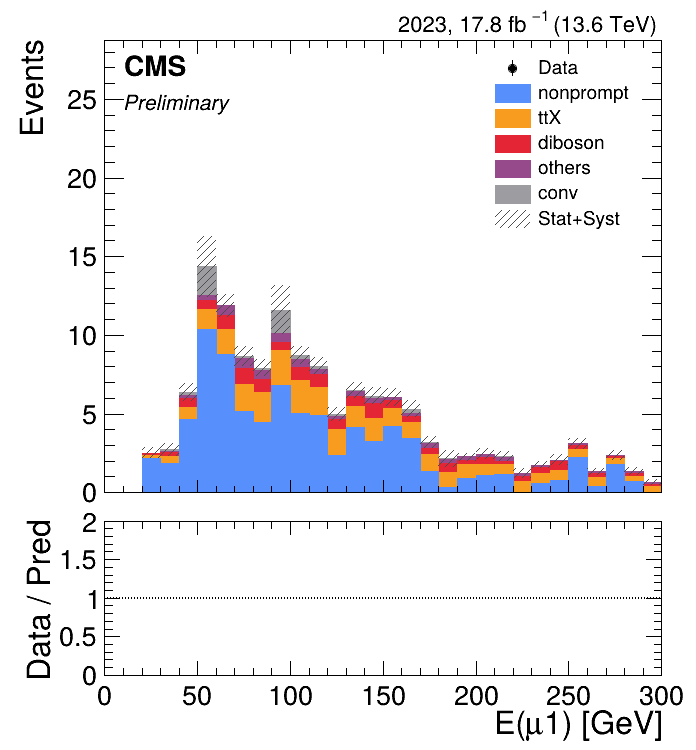 2023, 17.8 fb⁻¹ (13.6 TeV)
CMS
Preliminary
Events
25
20
15
10
5
0
Data
nonprompt
ttX
diboson
others
conv
Stat+Syst
Data / Pred
2
1.5
1
0.5
0
0 50 100 150 200 250 300
E(μ1) [GeV]